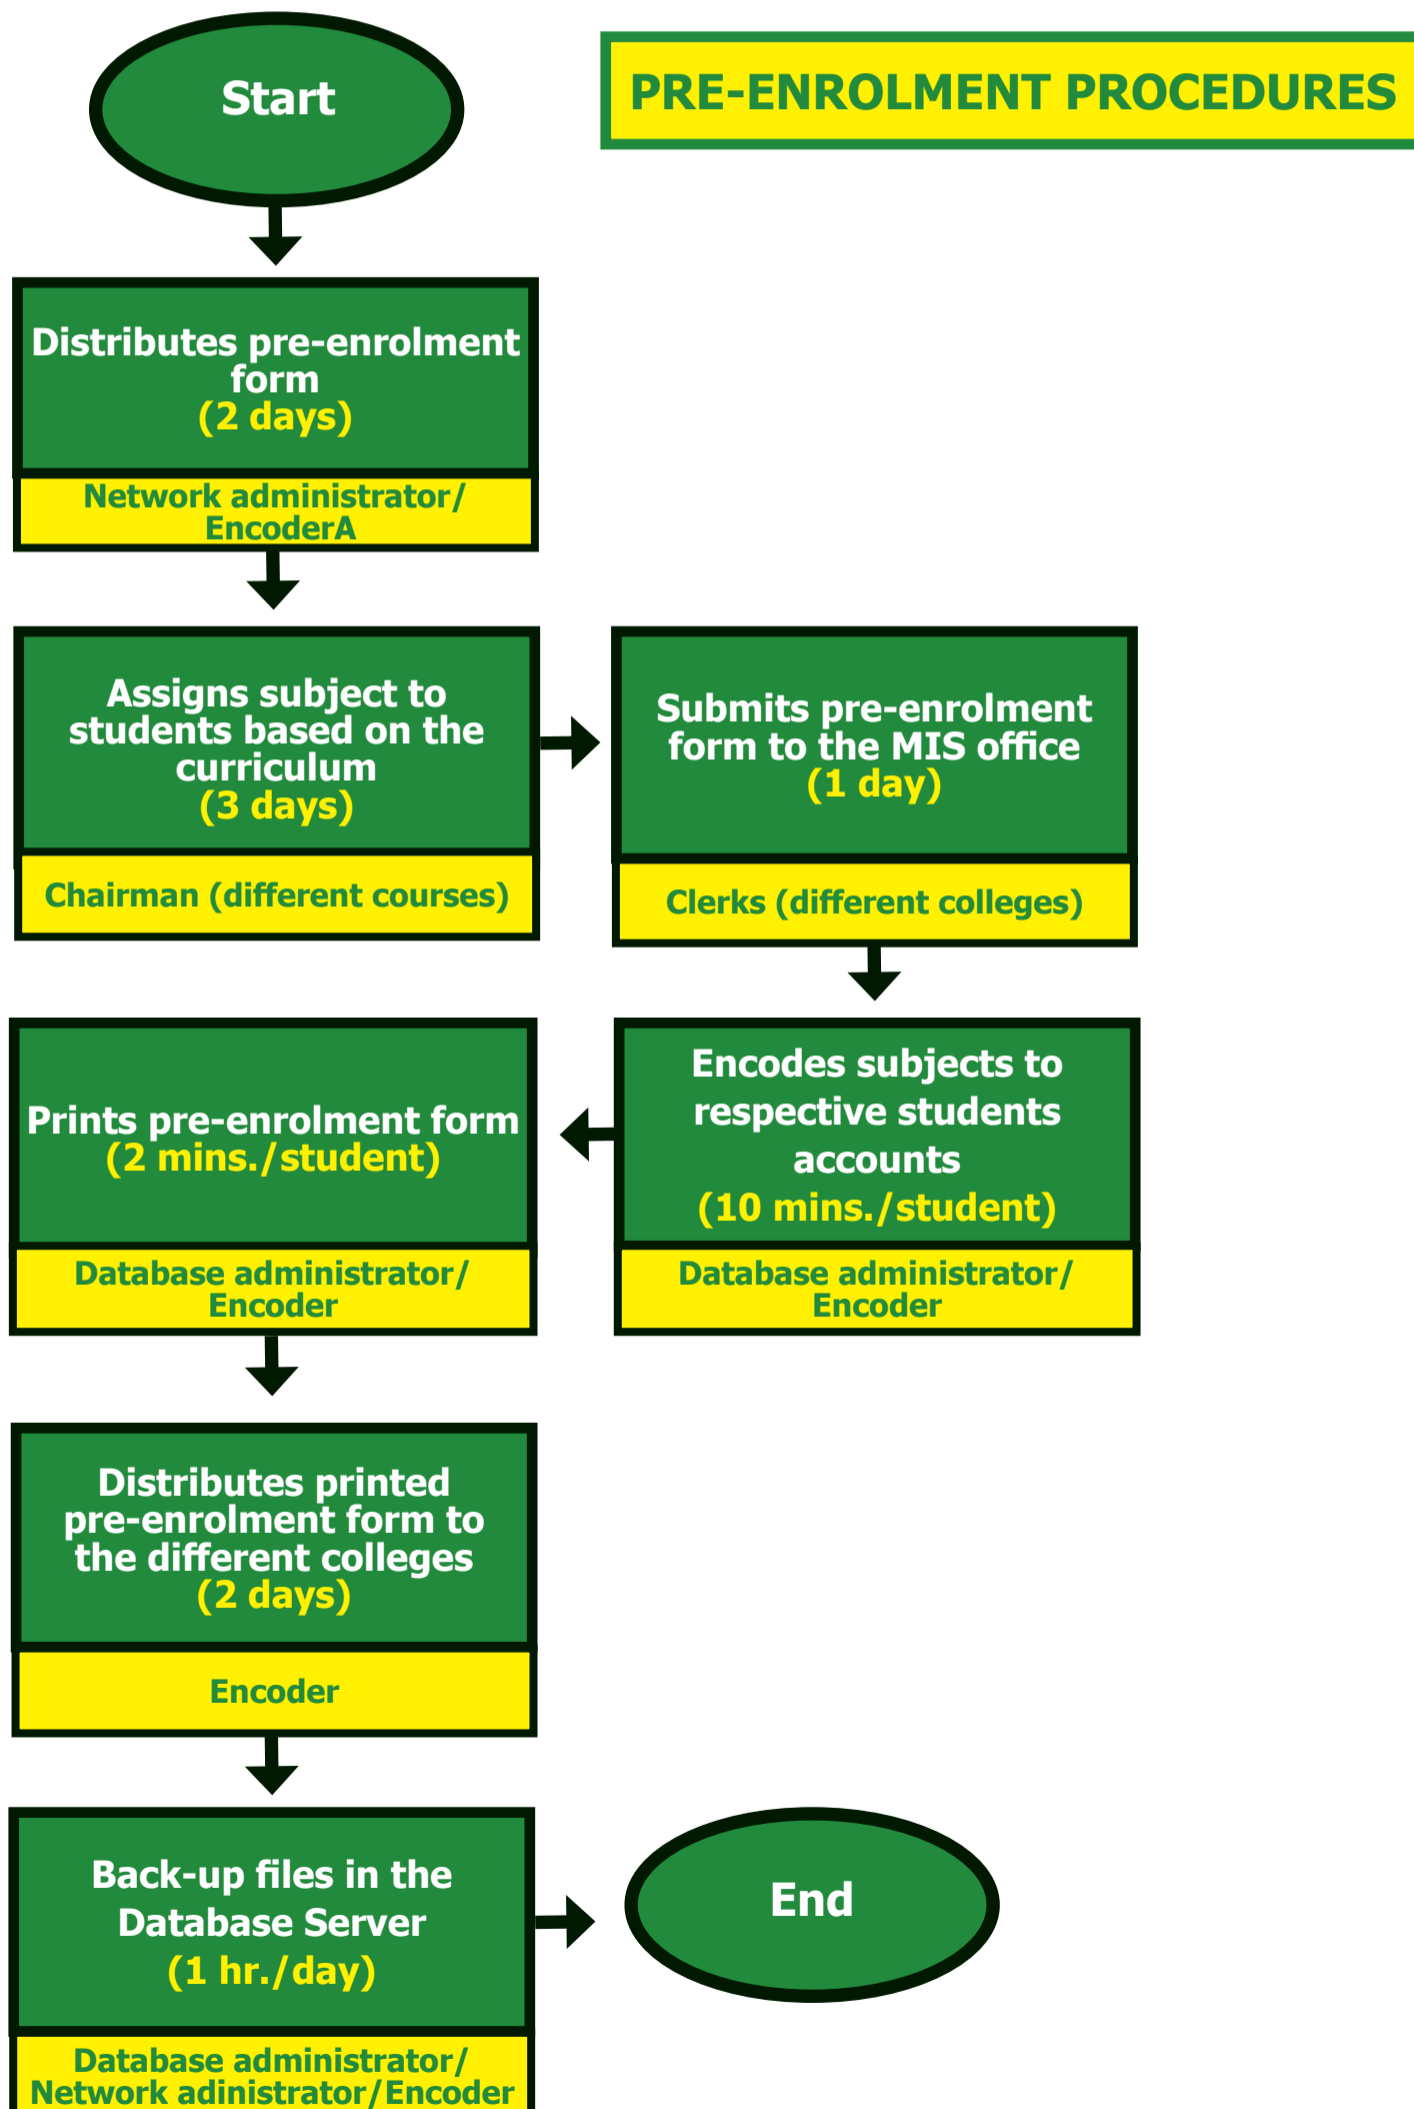 Start
PRE-ENROLMENT PROCEDURES
Distributes pre-enrolment
form
(2 days)
Network administrator/
EncoderA
Assigns subject to
students based on the
curriculum
(3 days)
Chairman (different courses)
Submits pre-enrolment
form to the MIS office
(1 day)
Clerks (different colleges)
Encodes subjects to
respective students
accounts
(10 mins./student)
Database administrator/
Encoder
Prints pre-enrolment form
(2 mins./student)
Database administrator/
Encoder
Distributes printed
pre-enrolment form to
the different colleges
(2 days)
Encoder
Back-up files in the
Database Server
(1 hr./day)
Database administrator/
Network adinistrator/Encoder
End